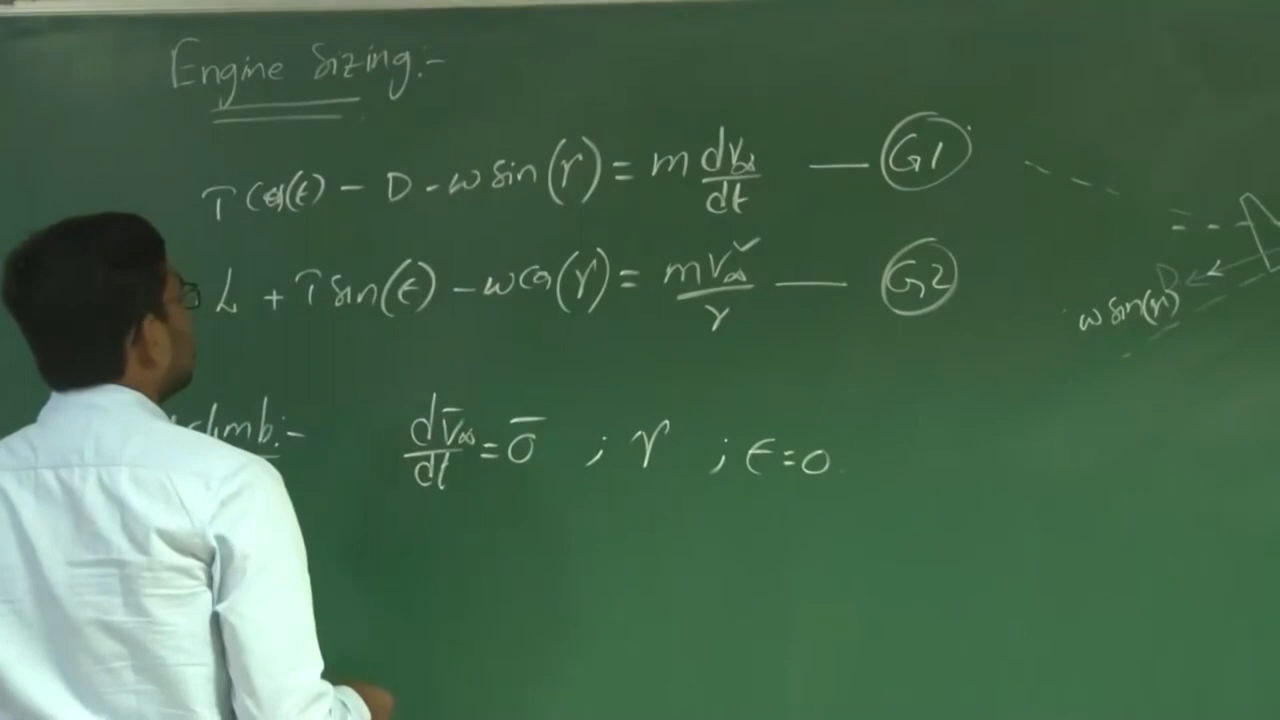 Engine Sizing:-
T cos(ϵ) - D - w sin(γ) = m dV∞/dt — G1
L + T sin(ϵ) - w cos(γ) = mV∞²/r — G2
D
w sin(γ)
climb:- dV̄∞/dt = 0̄ ; γ ; ϵ=0